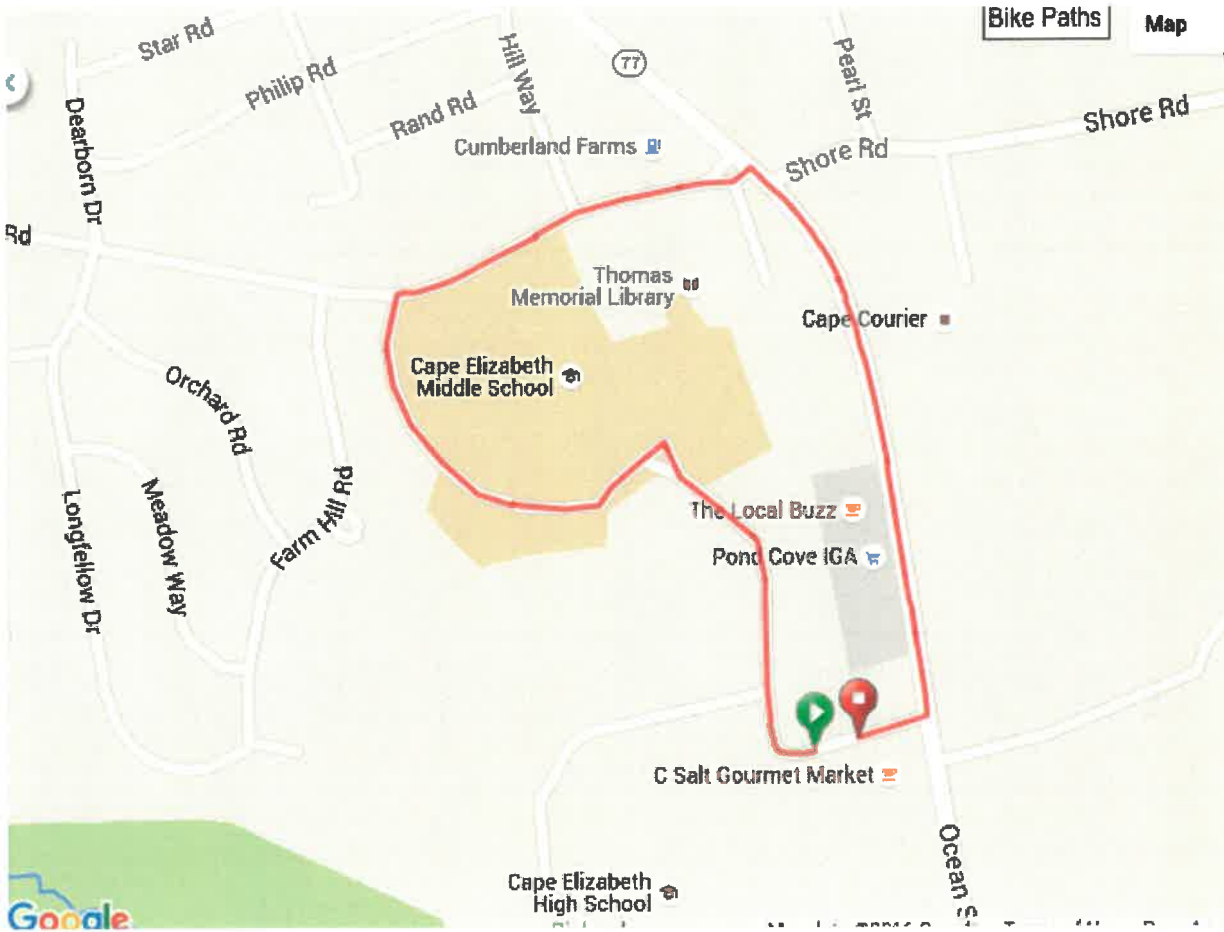 Bike Paths
Map
Star Rd
Hill Way
77
Pearl St
Philip Rd
Rand Rd
Shore Rd
Dearborn Dr
Cumberland Farms
Shore Rd
Rd
Thomas
Memorial Library
Cape Courier
Cape Elizabeth
Middle School
Orchard Rd
Meadow Way
Longfellow Dr
Farm Hill Rd
The Local Buzz
Pond Cove IGA
C Salt Gourmet Market
Ocean S
Cape Elizabeth
High School
Google